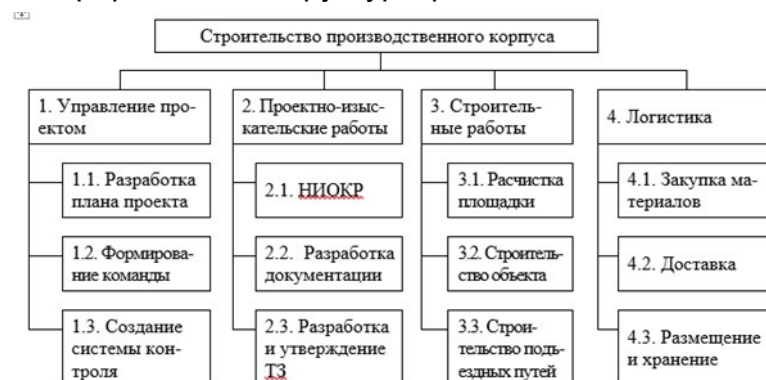 Строительство производственного корпуса
1. Управление про-
ектом
2. Проектно-изыс-
кательские работы
3. Строитель-
ные работы
4. Логистика
1.1. Разработка
плана проекта
2.1. НИОКР
3.1. Расчистка
площадки
4.1. Закупка ма-
териалов
1.2. Формирова-
ние команды
2.2. Разработка
документации
3.2. Строитель-
ство объекта
4.2. Доставка
1.3. Создание
системы кон-
троля
2.3. Разработка
и утверждение
ТЗ
3.3. Строи-
тельство подъ-
ездных путей
4.3. Размещение
и хранение